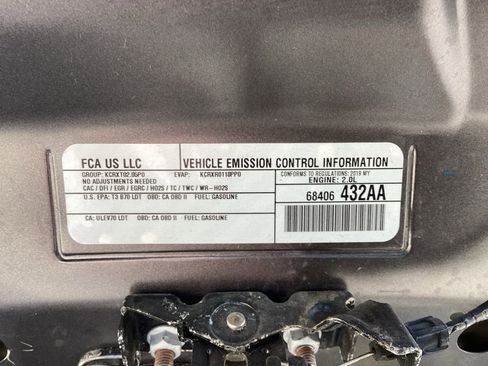 FCA US LLC VEHICLE EMISSION CONTROL INFORMATION
GROUP: KCRXT02.05P0 EVAP: KCRXR0110PP0 CONFORMS TO REGULATIONS: 2019 MY
NO ADJUSTMENTS NEEDED ENGINE: 2.0L
CAC / DFI / EGR / EGRC / HO2S / TC / TWC / WR-HO2S
68406 432AA
U.S. EPA: T3 B70 LDT OBD: CA OBD II FUEL: GASOLINE
CA: ULEV70 LDT OBD: CA OBD II FUEL: GASOLINE